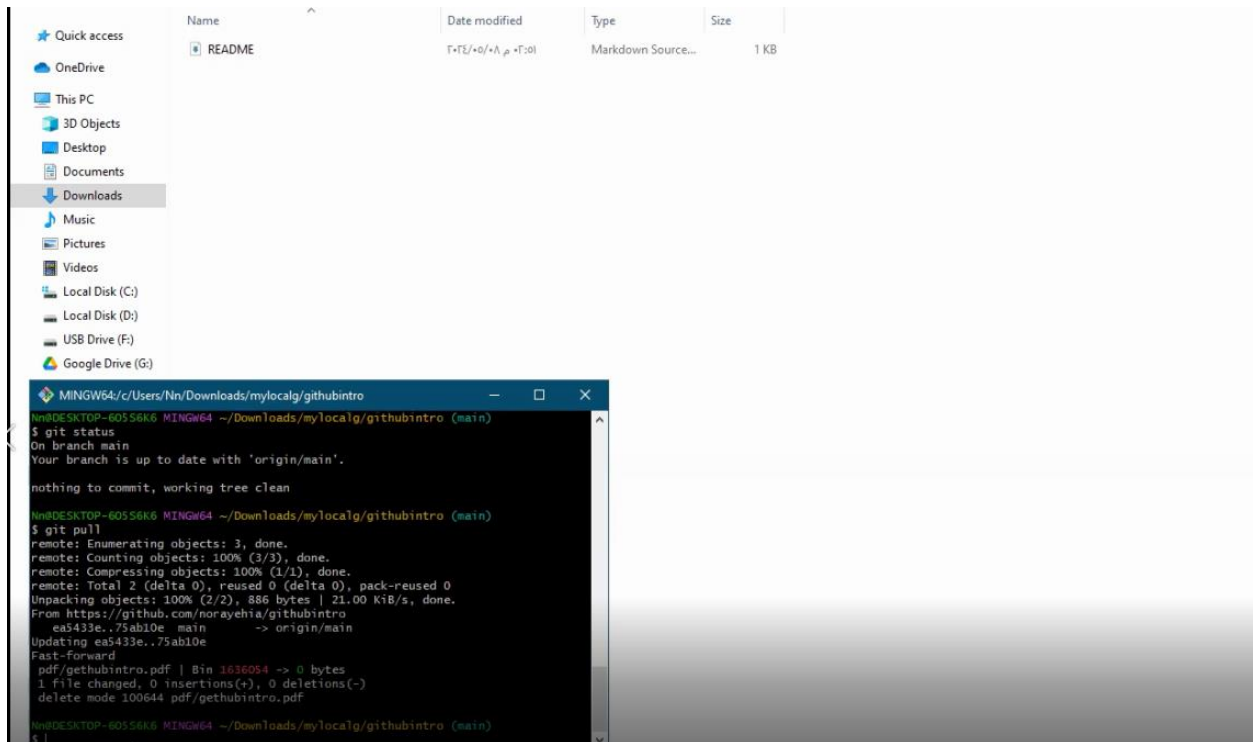 Name Date modified Type Size
Quick access
README ٢٠٢٤/٠٥/٠٨ ٠٢:٥١ م Markdown Source... 1 KB
OneDrive
This PC
3D Objects
Desktop
Documents
Downloads
Music
Pictures
Videos
Local Disk (C:)
Local Disk (D:)
USB Drive (F:)
Google Drive (G:)
MINGW64:/c/Users/Nn/Downloads/mylocalg/githubintro
Nn@DESKTOP-605S6K6 MINGW64 ~/Downloads/mylocalg/githubintro (main)
$ git status
On branch main
Your branch is up to date with 'origin/main'.
nothing to commit, working tree clean
Nn@DESKTOP-605S6K6 MINGW64 ~/Downloads/mylocalg/githubintro (main)
$ git pull
remote: Enumerating objects: 3, done.
remote: Counting objects: 100% (3/3), done.
remote: Compressing objects: 100% (1/1), done.
remote: Total 2 (delta 0), reused 0 (delta 0), pack-reused 0
Unpacking objects: 100% (2/2), 886 bytes | 21.00 KiB/s, done.
From https://github.com/norayehia/githubintro
ea5433e..75ab10e main -> origin/main
Updating ea5433e..75ab10e
Fast-forward
pdf/gethubintro.pdf | Bin 1636054 -> 0 bytes
1 file changed, 0 insertions(+), 0 deletions(-)
delete mode 100644 pdf/gethubintro.pdf
Nn@DESKTOP-605S6K6 MINGW64 ~/Downloads/mylocalg/githubintro (main)
$